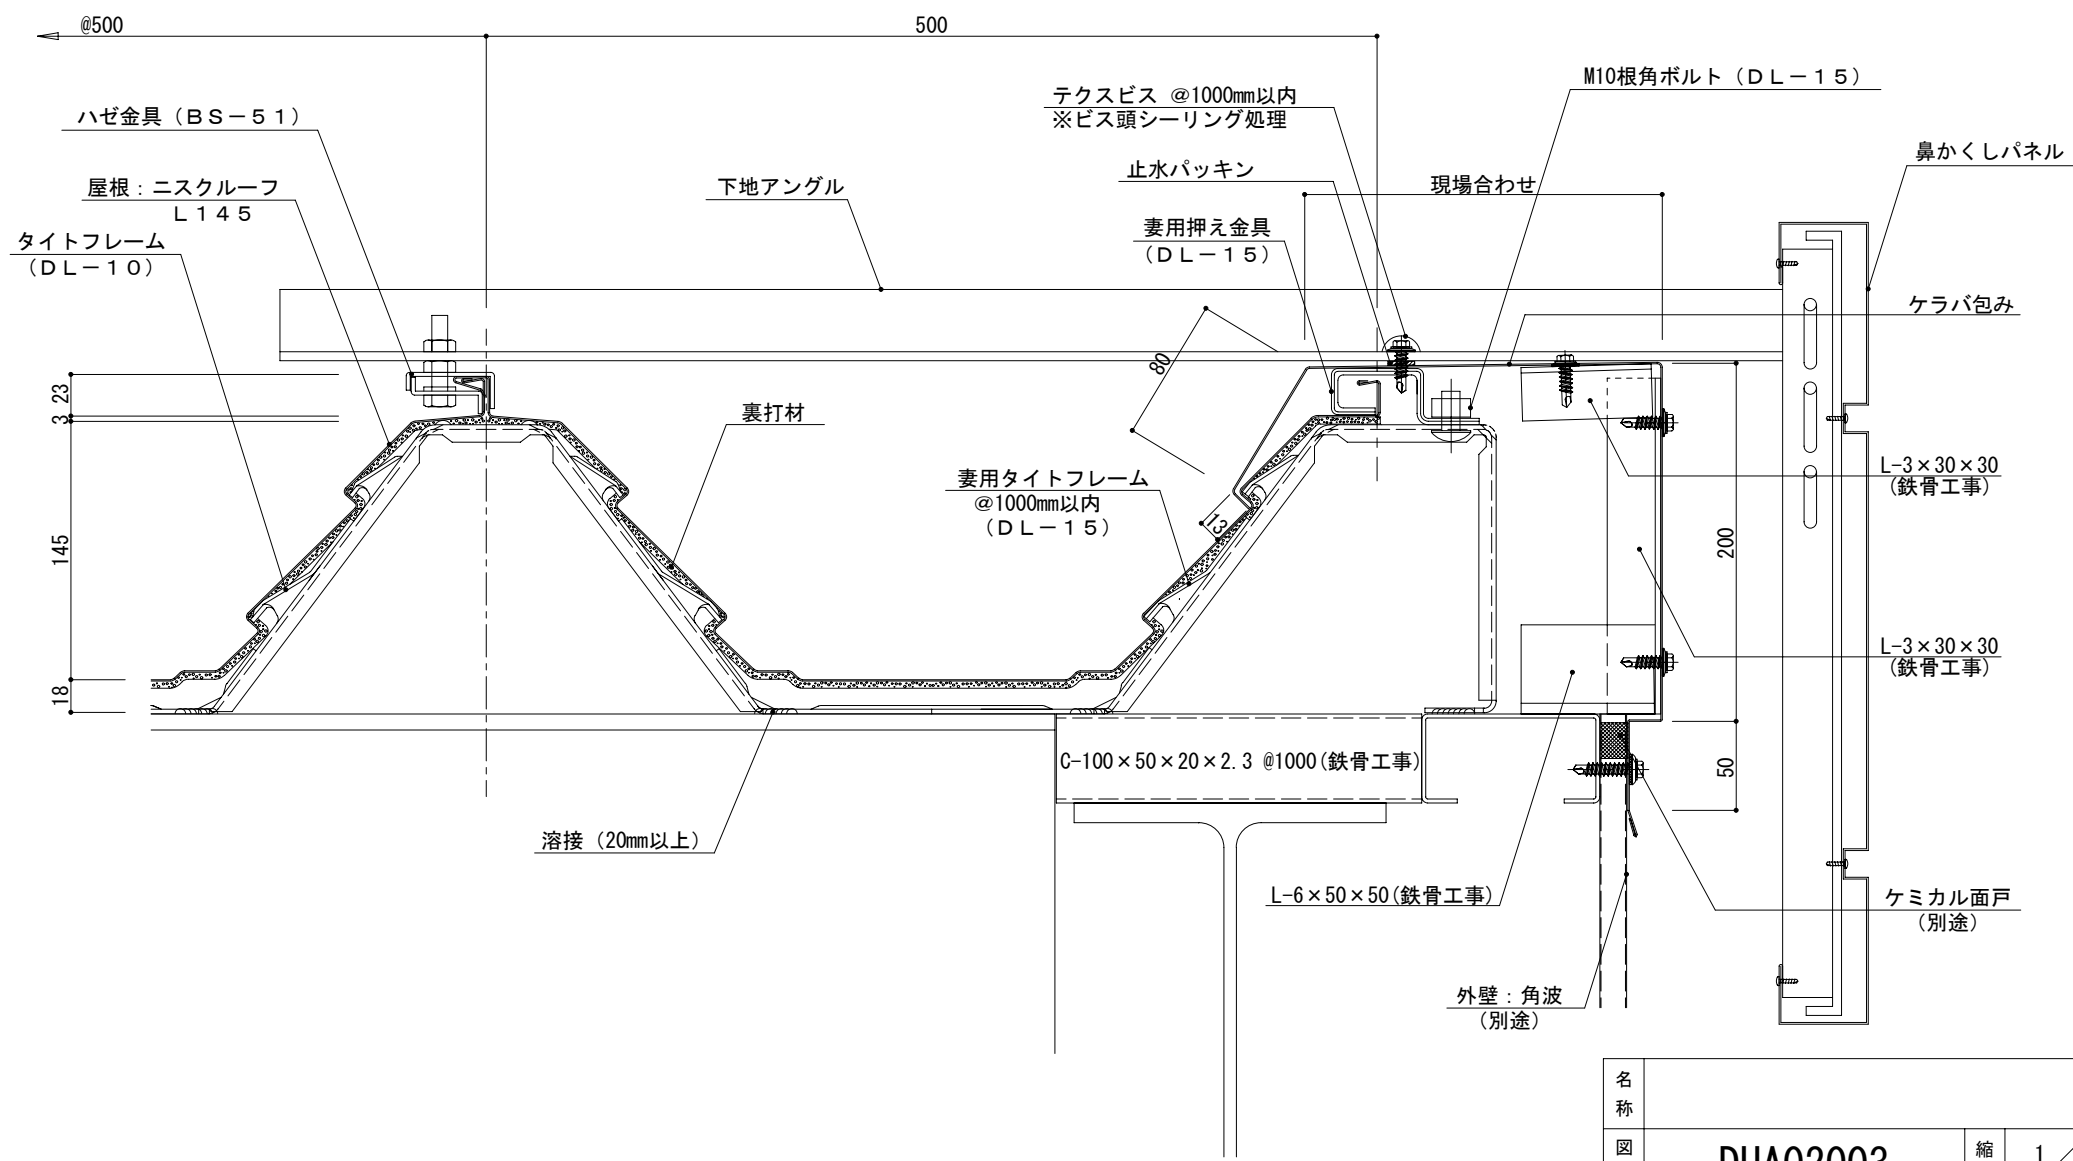 @500
500
M10根角ボルト（ＤＬ－１５）
テクスビス @1000mm以内
※ビス頭シーリング処理
ハゼ金具（ＢＳ－５１）
鼻かくしパネル
止水パッキン
現場合わせ
屋根：ニスクルーフ
Ｌ１４５
下地アングル
妻用押え金具
（ＤＬ－１５）
タイトフレーム
（ＤＬ－１０）
ケラバ包み
80
23
3
裏打材
L-3×30×30
(鉄骨工事)
妻用タイトフレーム
@1000mm以内
（ＤＬ－１５）
13
145
200
L-3×30×30
(鉄骨工事)
18
C-100×50×20×2.3 @1000(鉄骨工事)
50
溶接（20mm以上）
L-6×50×50(鉄骨工事)
ケミカル面戸
（別途）
外壁：角波
（別途）
名称
図
縮
1／